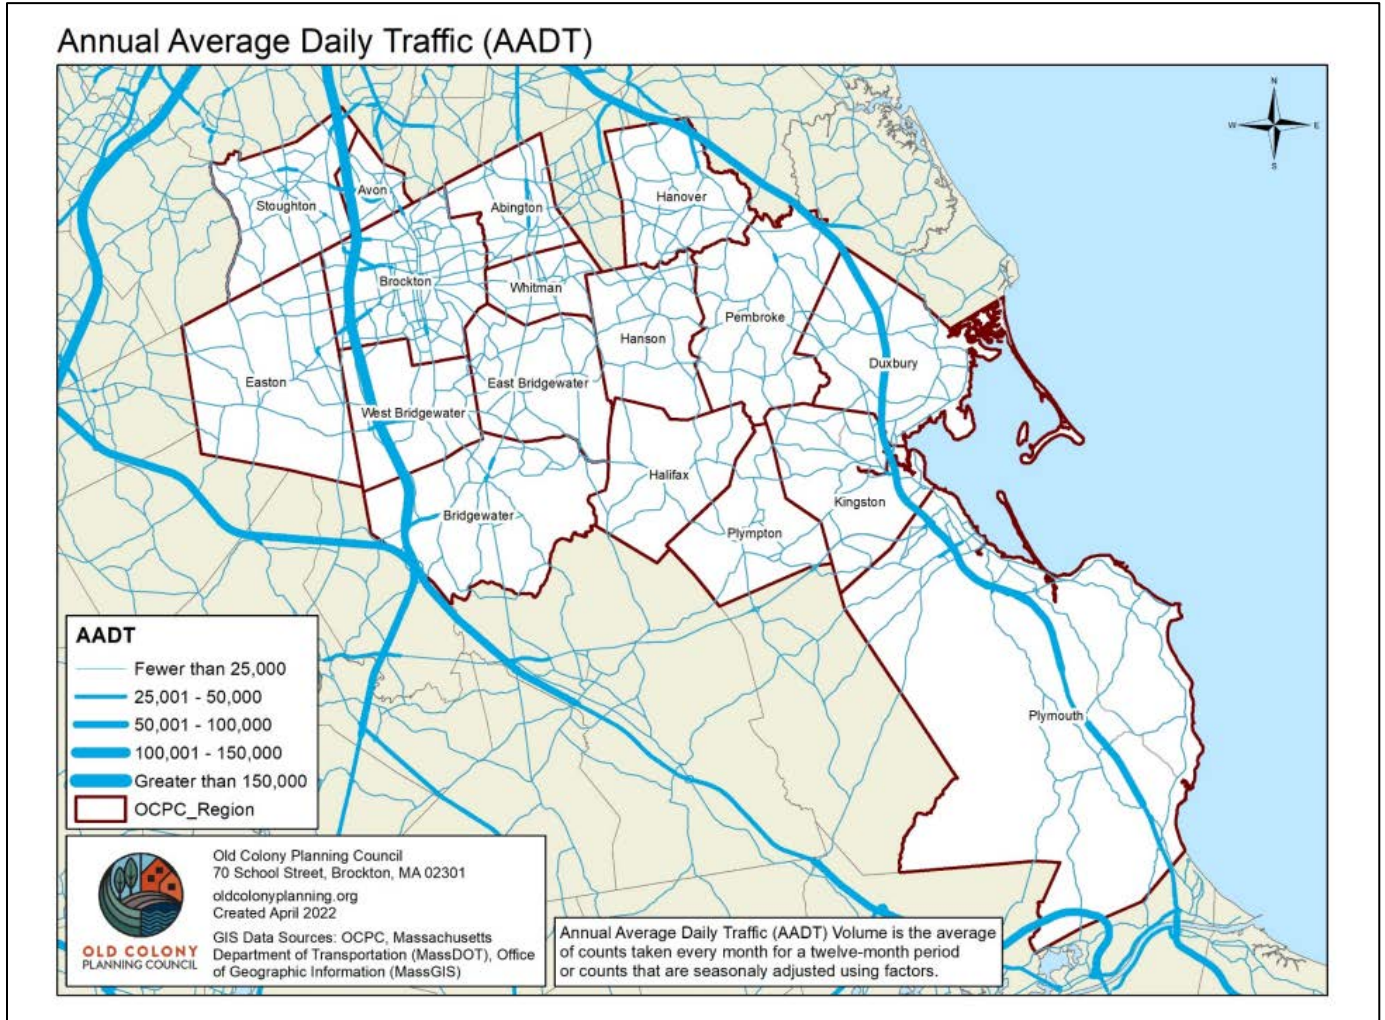 Annual Average Daily Traffic (AADT)
N
W
E
S
Stoughton
Avon
Abington
Hanover
Brockton
Whitman
Pembroke
Hanson
Duxbury
Easton
East Bridgewater
West Bridgewater
Halifax
Kingston
Bridgewater
Plympton
Plymouth
AADT
Fewer than 25,000
25,001 - 50,000
50,001 - 100,000
100,001 - 150,000
Greater than 150,000
OCPC_Region
OLD COLONY
PLANNING COUNCIL
Old Colony Planning Council
70 School Street, Brockton, MA 02301
oldcolonyplanning.org
Created April 2022
GIS Data Sources: OCPC, Massachusetts
Department of Transportation (MassDOT), Office
of Geographic Information (MassGIS)
Annual Average Daily Traffic (AADT) Volume is the average
of counts taken every month for a twelve-month period
or counts that are seasonaly adjusted using factors.